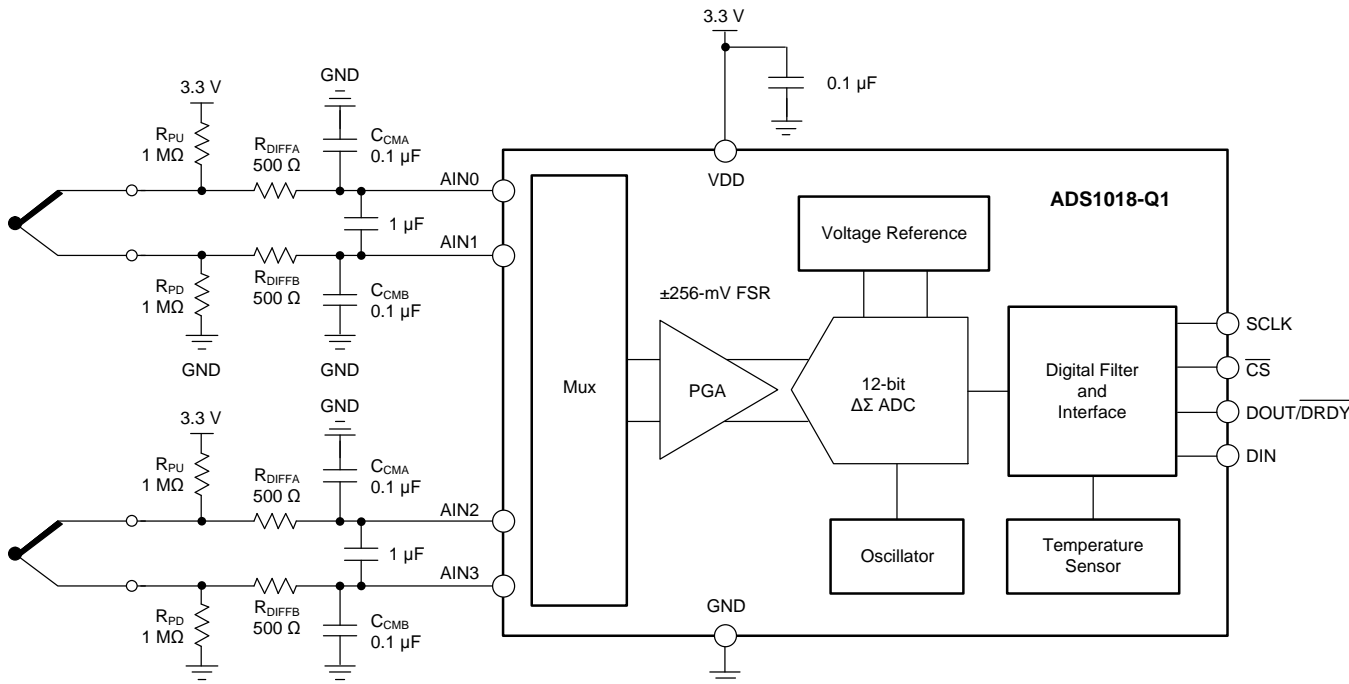 3.3 V
0.1 µF
3.3 V
GND
R_PU
1 MΩ
R_DIFFA
500 Ω
C_CMA
0.1 µF
AIN0
VDD
ADS1018-Q1
1 µF
Voltage Reference
AIN1
R_PD
1 MΩ
R_DIFFB
500 Ω
C_CMB
0.1 µF
±256-mV FSR
GND
GND
SCLK
CS
DOUT/DRDY
DIN
Mux
PGA
12-bit
ΔΣ ADC
Digital Filter
and
Interface
3.3 V
GND
R_PU
1 MΩ
R_DIFFA
500 Ω
C_CMA
0.1 µF
AIN2
1 µF
Oscillator
Temperature
Sensor
AIN3
R_PD
1 MΩ
R_DIFFB
500 Ω
C_CMB
0.1 µF
GND